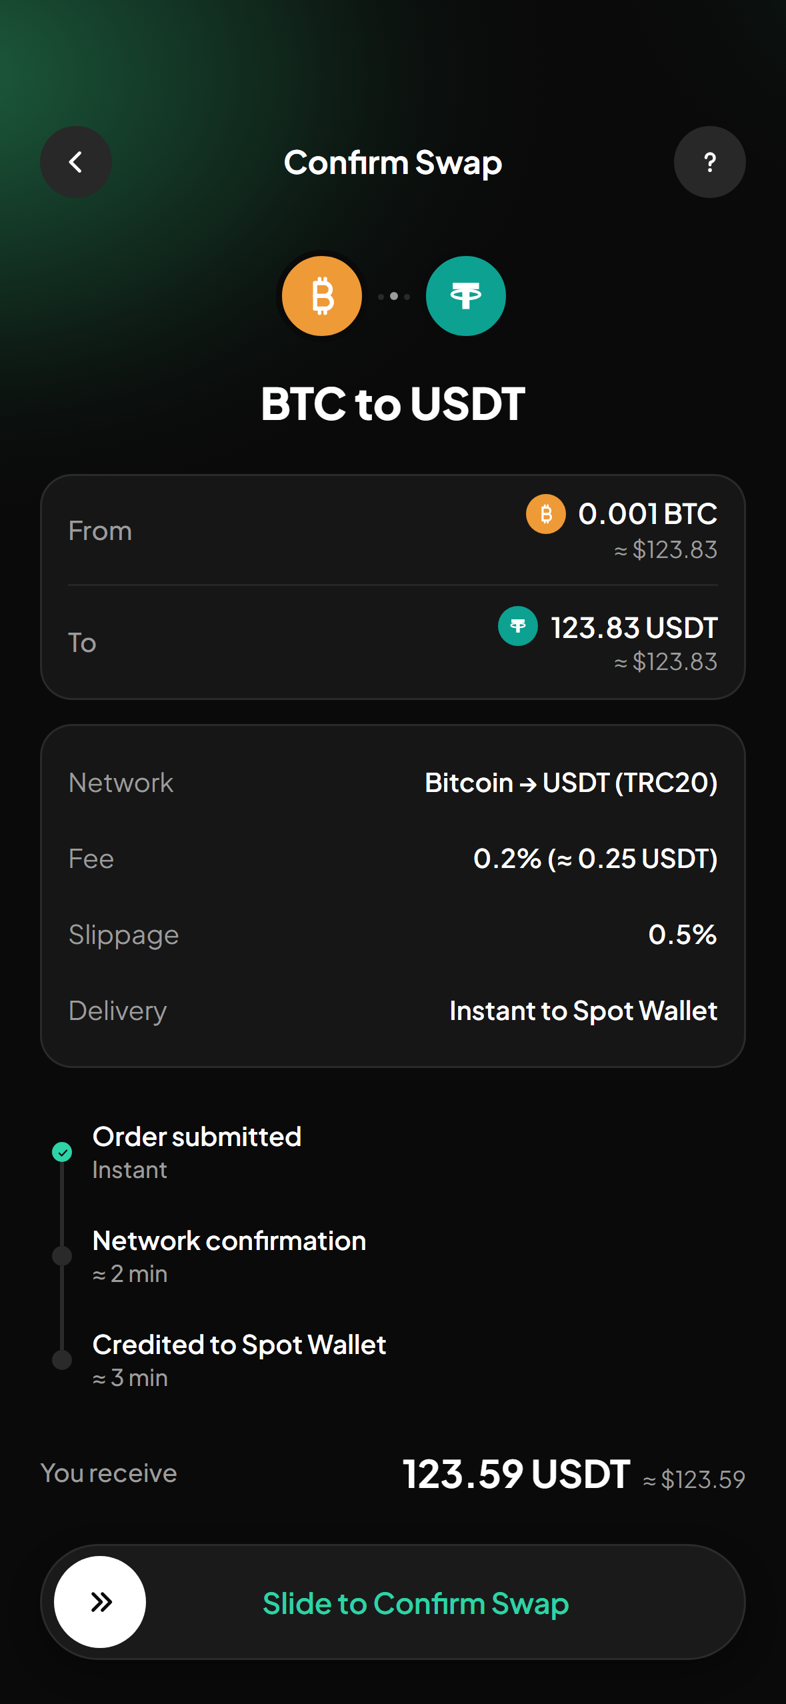 Confirm Swap
?
BTC to USDT
From
0.001 BTC
≈ $123.83
To
123.83 USDT
≈ $123.83
Network
Bitcoin → USDT (TRC20)
Fee
0.2% (≈ 0.25 USDT)
Slippage
0.5%
Delivery
Instant to Spot Wallet
Order submitted
Instant
Network confirmation
≈ 2 min
Credited to Spot Wallet
≈ 3 min
You receive
123.59 USDT ≈ $123.59
Slide to Confirm Swap